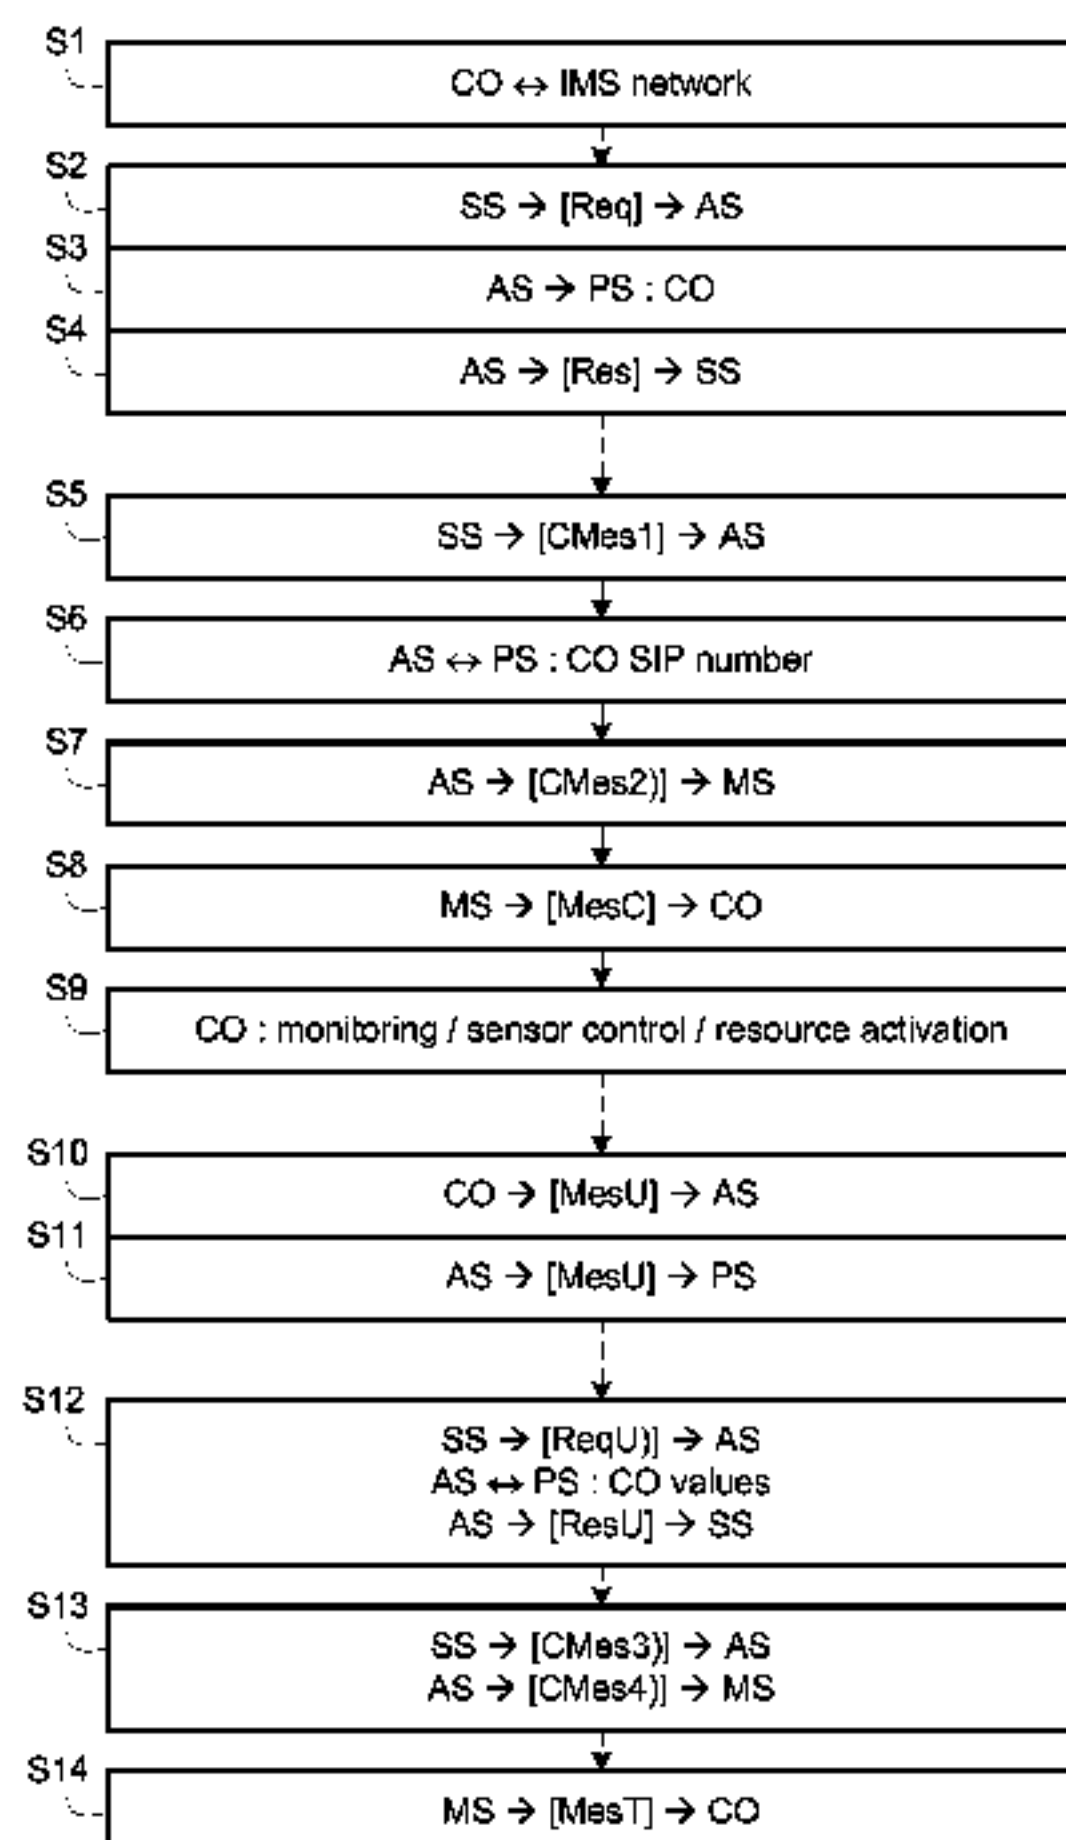 S1
CO ↔ IMS network
S2
SS → [Req] → AS
S3
AS → PS : CO
S4
AS → [Res] → SS
S5
SS → [CMes1] → AS
S6
AS ↔ PS : CO SIP number
S7
AS → [CMes2)] → MS
S8
MS → [MesC] → CO
S9
CO : monitoring / sensor control / resource activation
S10
CO → [MesU] → AS
S11
AS → [MesU] → PS
S12
SS → [ReqU)] → AS
AS ↔ PS : CO values
AS → [ResU] → SS
S13
SS → [CMes3)] → AS
AS → [CMes4)] → MS
S14
MS → [MesT] → CO